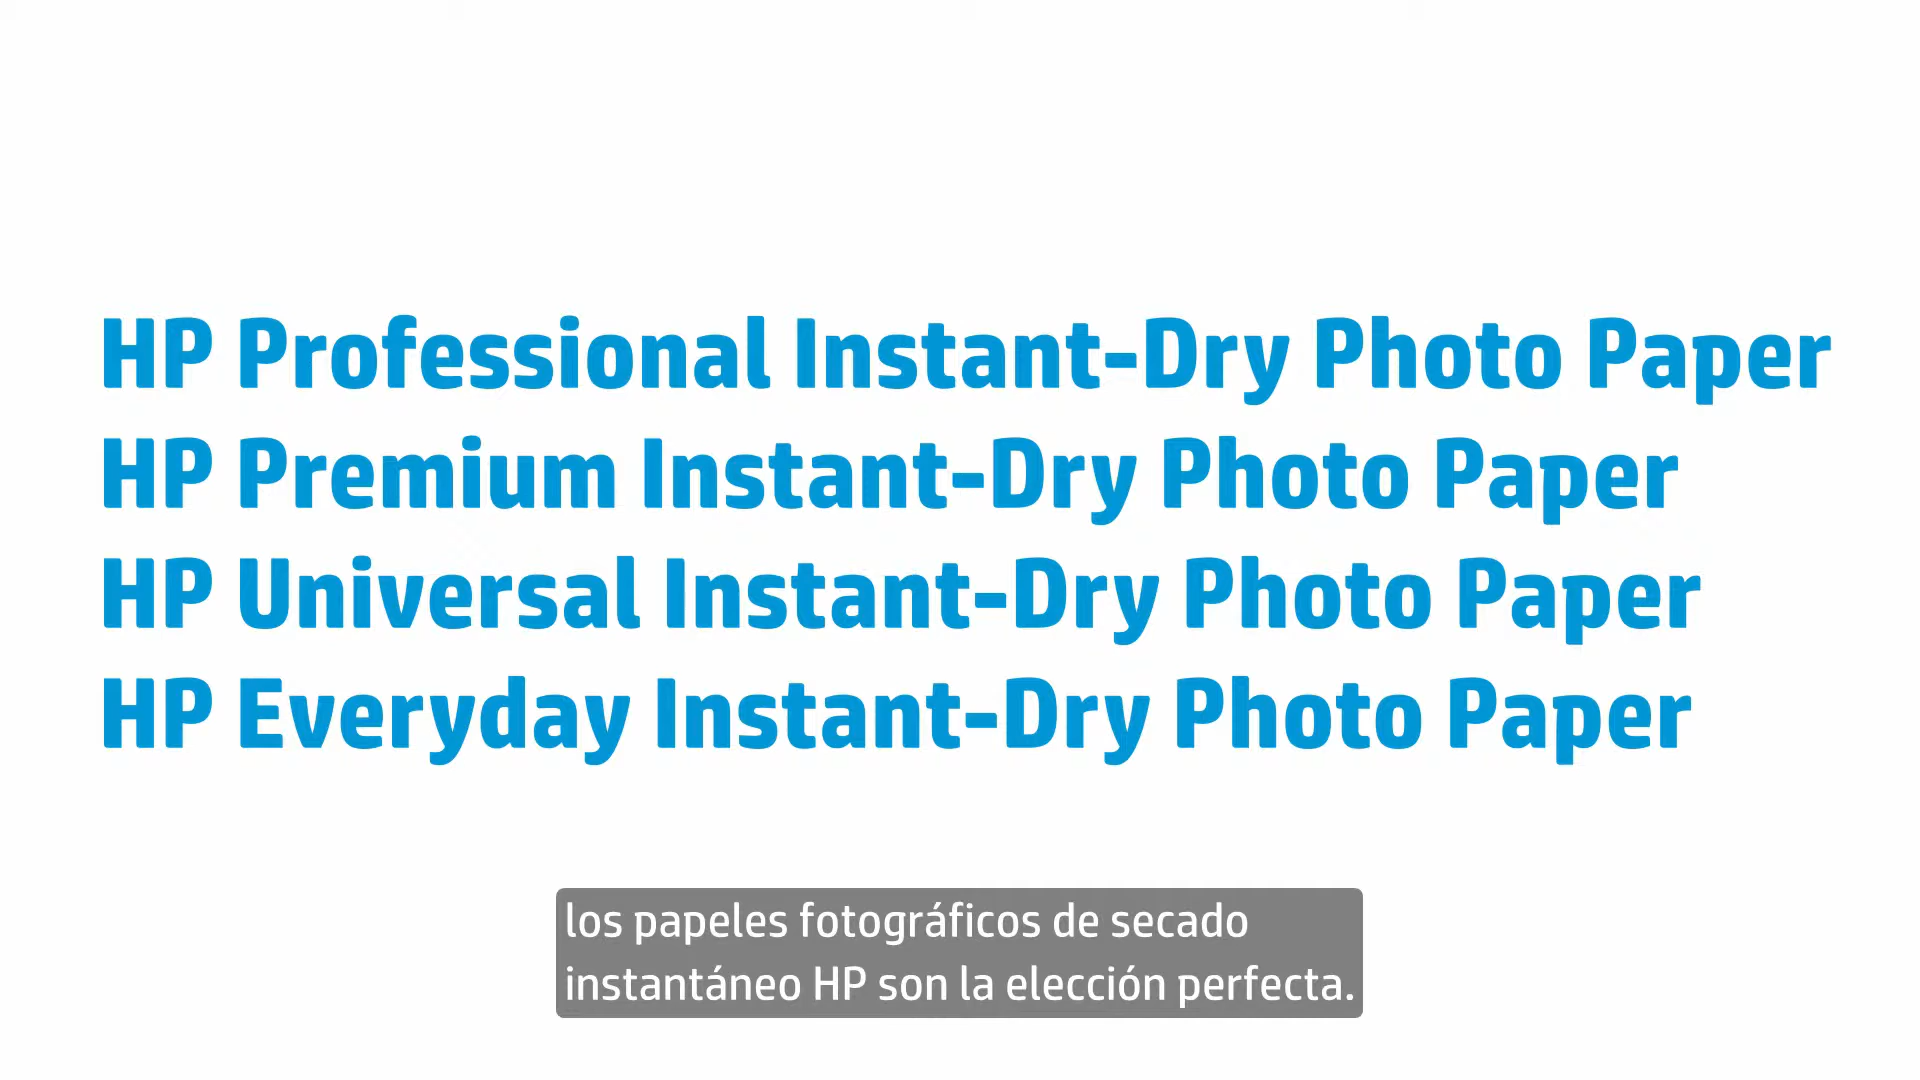 HP Professional Instant-Dry Photo Paper
HP Premium Instant-Dry Photo Paper
HP Universal Instant-Dry Photo Paper
HP Everyday Instant-Dry Photo Paper
los papeles fotográficos de secado
instantáneo HP son la elección perfecta.